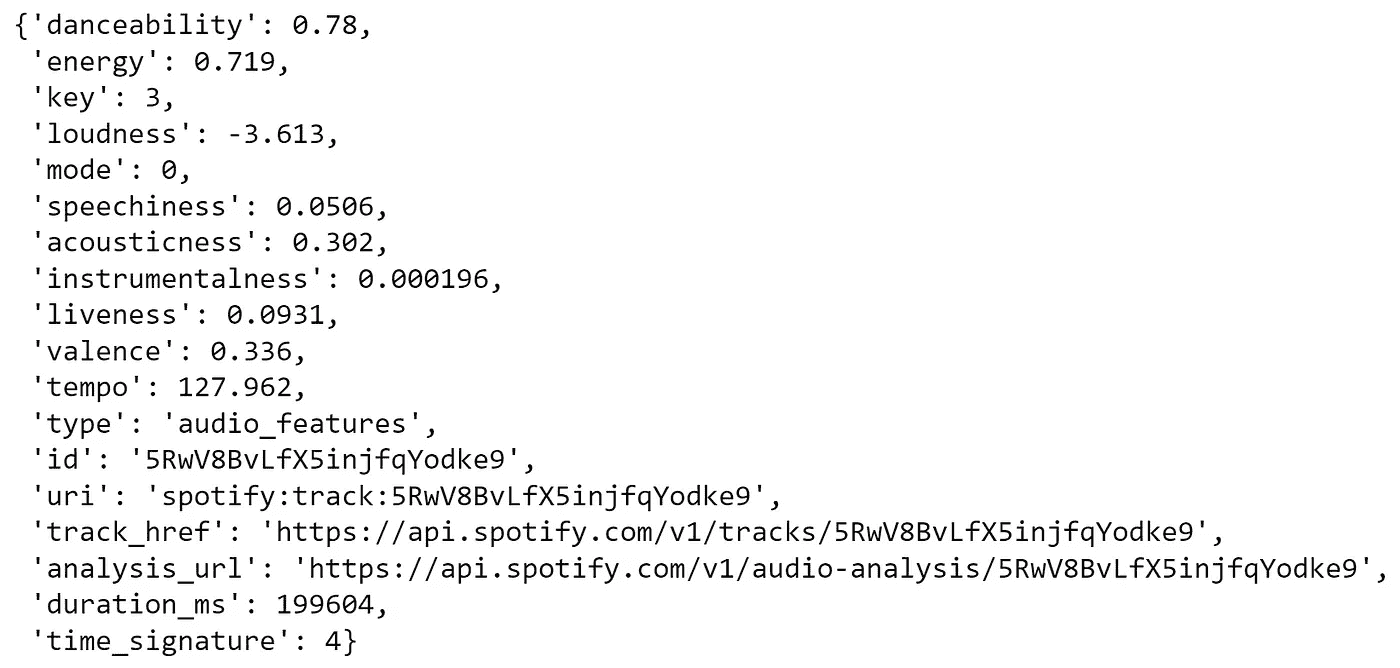 {'danceability': 0.78,
'energy': 0.719,
'key': 3,
'loudness': -3.613,
'mode': 0,
'speechiness': 0.0506,
'acousticness': 0.302,
'instrumentalness': 0.000196,
'liveness': 0.0931,
'valence': 0.336,
'tempo': 127.962,
'type': 'audio_features',
'id': '5RwV8BvLfX5injfqYodke9',
'uri': 'spotify:track:5RwV8BvLfX5injfqYodke9',
'track_href': 'https://api.spotify.com/v1/tracks/5RwV8BvLfX5injfqYodke9',
'analysis_url': 'https://api.spotify.com/v1/audio-analysis/5RwV8BvLfX5injfqYodke9',
'duration_ms': 199604,
'time_signature': 4}